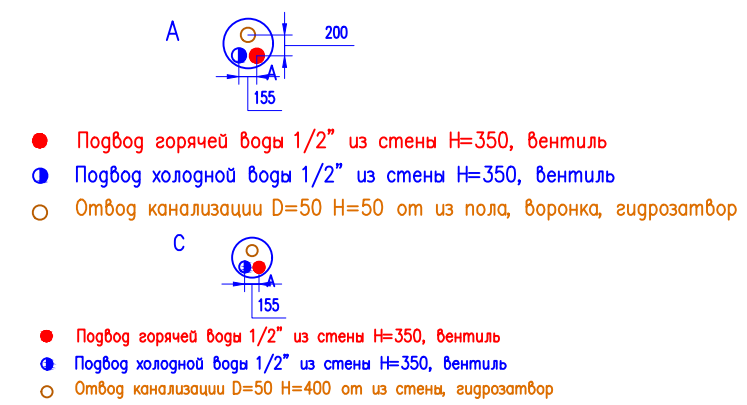 А
200
А
155
Подвод горячей воды 1/2" из стены Н=350, вентиль
Подвод холодной воды 1/2" из стены Н=350, вентиль
Отвод канализации D=50 Н=50 от из пола, воронка, гидрозатвор
С
А
155
Подвод горячей воды 1/2" из стены Н=350, вентиль
Подвод холодной воды 1/2" из стены Н=350, вентиль
Отвод канализации D=50 Н=400 от из стены, гидрозатвор